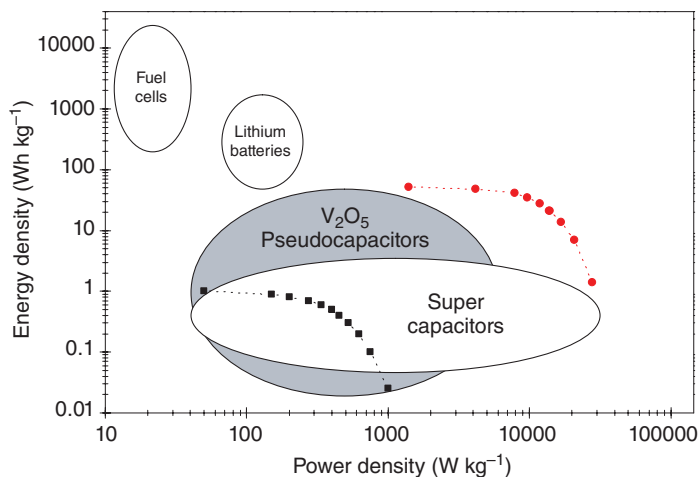 10000
1000
100
10
1
0.1
0.01
Energy density (Wh kg⁻¹)
Fuel
cells
Lithium
batteries
V₂O₅
Pseudocapacitors
Super
capacitors
10 100 1000 10000 100000
Power density (W kg⁻¹)